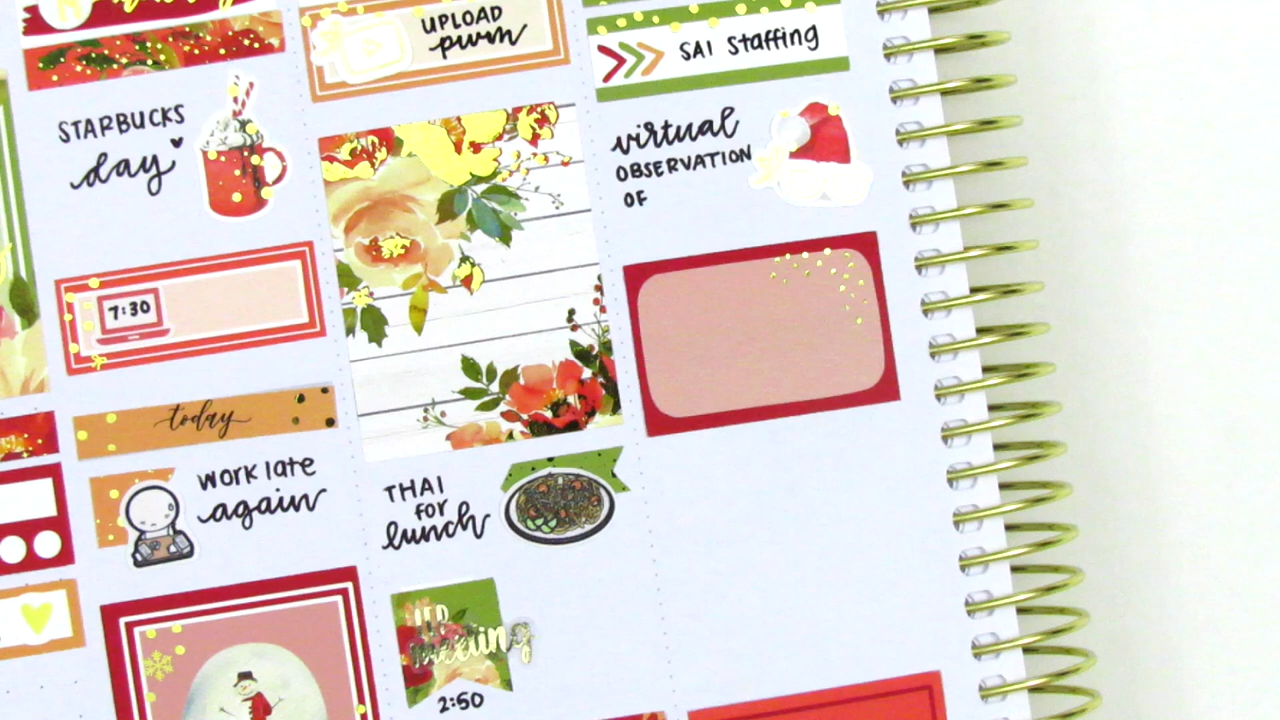 UPLOAD
pwm
SAI Staffing
STARBUCKS
day
virtual
OBSERVATION
OF
7:30
today
WORK late
again
THAI
FOR
lunch
meeting
2:50